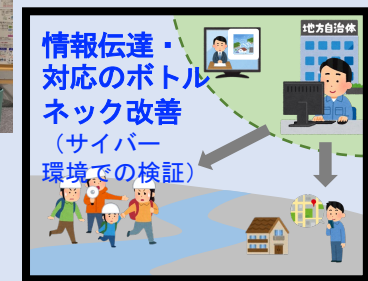 情報伝達・
対応のボトル
ネック改善
（サイバー
環境での検証）
地方自治体